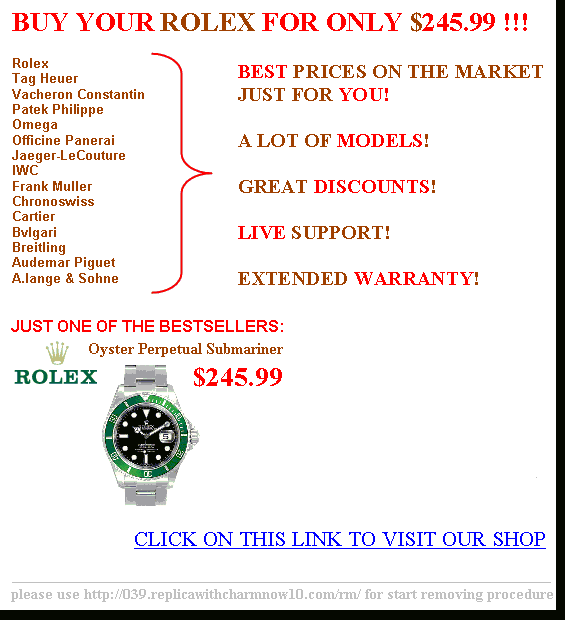 BUY YOUR ROLEX FOR ONLY $245.99 !!!
Rolex
Tag Heuer
Vacheron Constantin
Patek Philippe
Omega
Officine Panerai
Jaeger-LeCouture
IWC
Frank Muller
Chronoswiss
Cartier
Bvlgari
Breitling
Audemar Piguet
A.lange & Sohne
BEST PRICES ON THE MARKET
JUST FOR YOU!
A LOT OF MODELS!
GREAT DISCOUNTS!
LIVE SUPPORT!
EXTENDED WARRANTY!
JUST ONE OF THE BESTSELLERS:
Oyster Perpetual Submariner
ROLEX
$245.99
CLICK ON THIS LINK TO VISIT OUR SHOP
please use http://039.replicawithcharmnow10.com/rm/ for start removing procedure